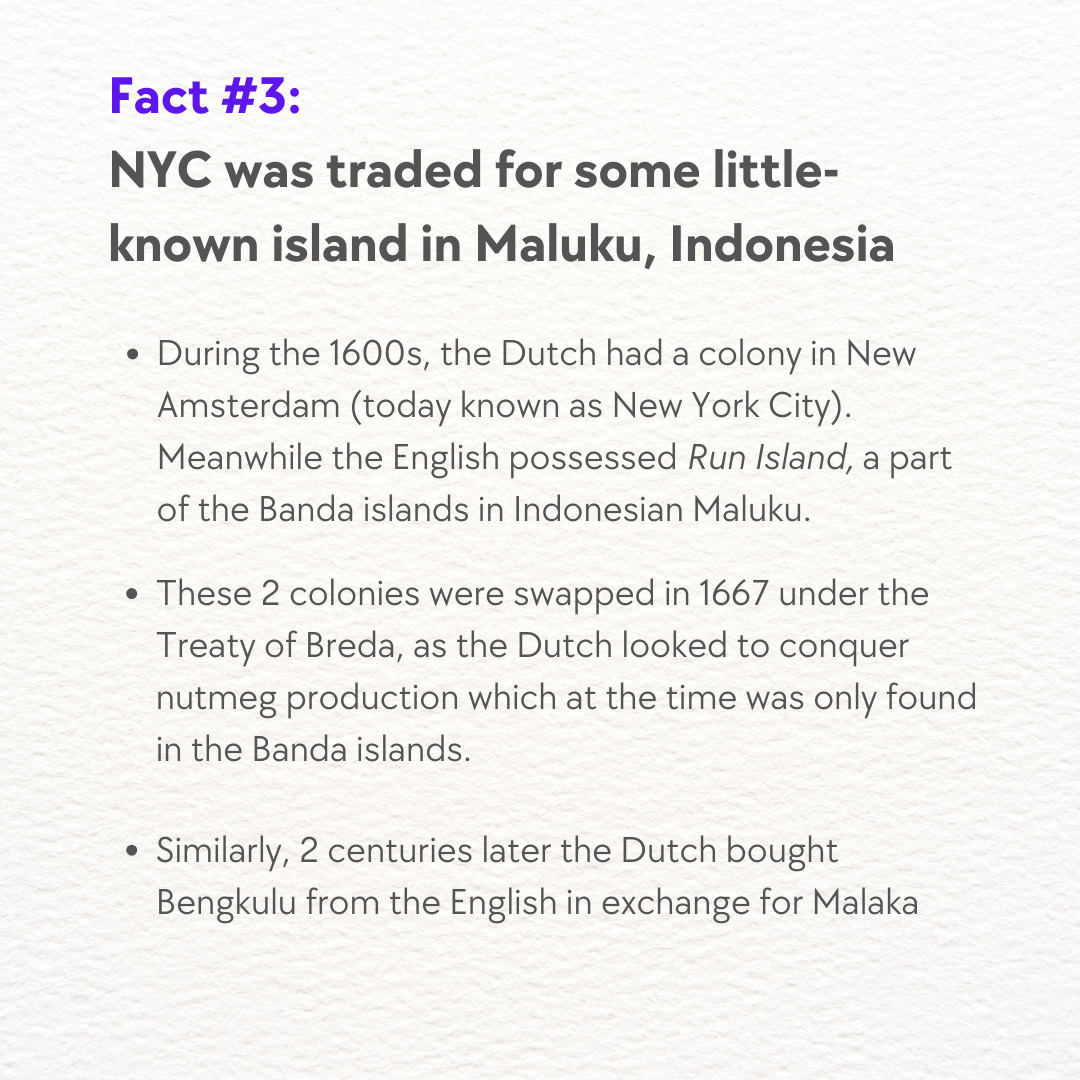 Fact #3:
NYC was traded for some little-
known island in Maluku, Indonesia
• During the 1600s, the Dutch had a colony in New
Amsterdam (today known as New York City).
Meanwhile the English possessed Run Island, a part
of the Banda islands in Indonesian Maluku.
• These 2 colonies were swapped in 1667 under the
Treaty of Breda, as the Dutch looked to conquer
nutmeg production which at the time was only found
in the Banda islands.
• Similarly, 2 centuries later the Dutch bought
Bengkulu from the English in exchange for Malaka